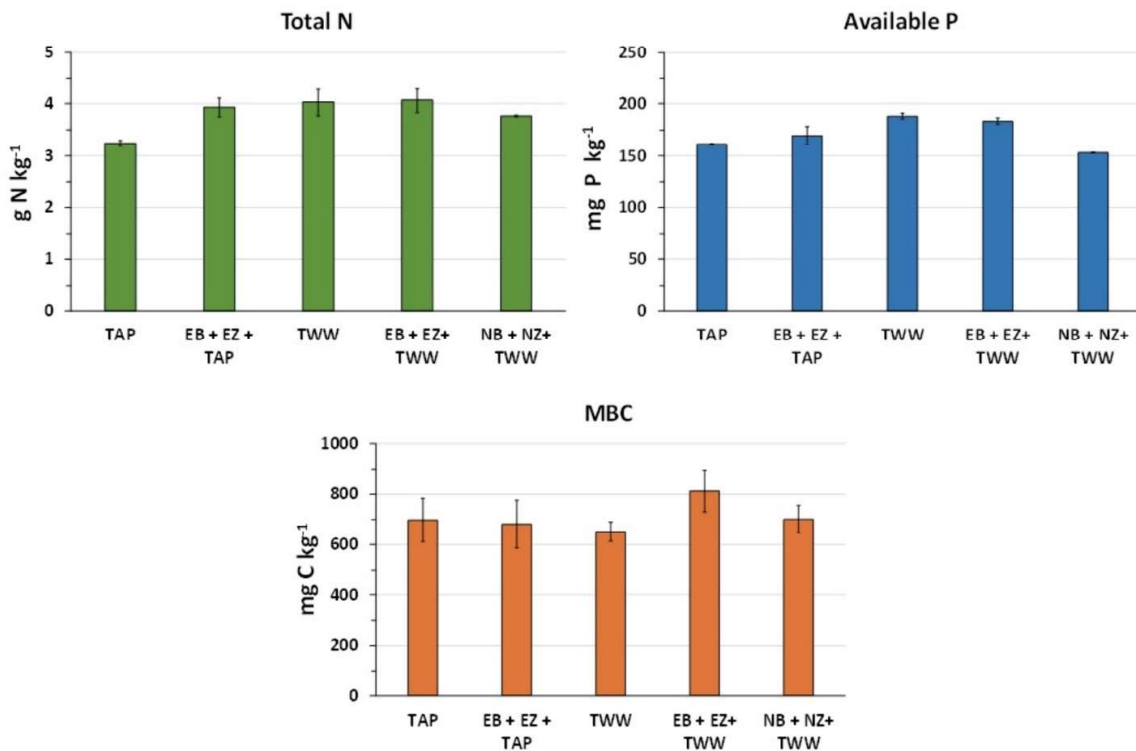 Total N
5
4
3
2
1
0
g N kg⁻¹
TAP
EB + EZ +
TAP
TWW
EB + EZ+
TWW
NB + NZ+
TWW
Available P
250
200
150
100
50
0
mg P kg⁻¹
TAP
EB + EZ +
TAP
TWW
EB + EZ+
TWW
NB + NZ+
TWW
MBC
1000
800
600
400
200
0
mg C kg⁻¹
TAP
EB + EZ +
TAP
TWW
EB + EZ+
TWW
NB + NZ+
TWW